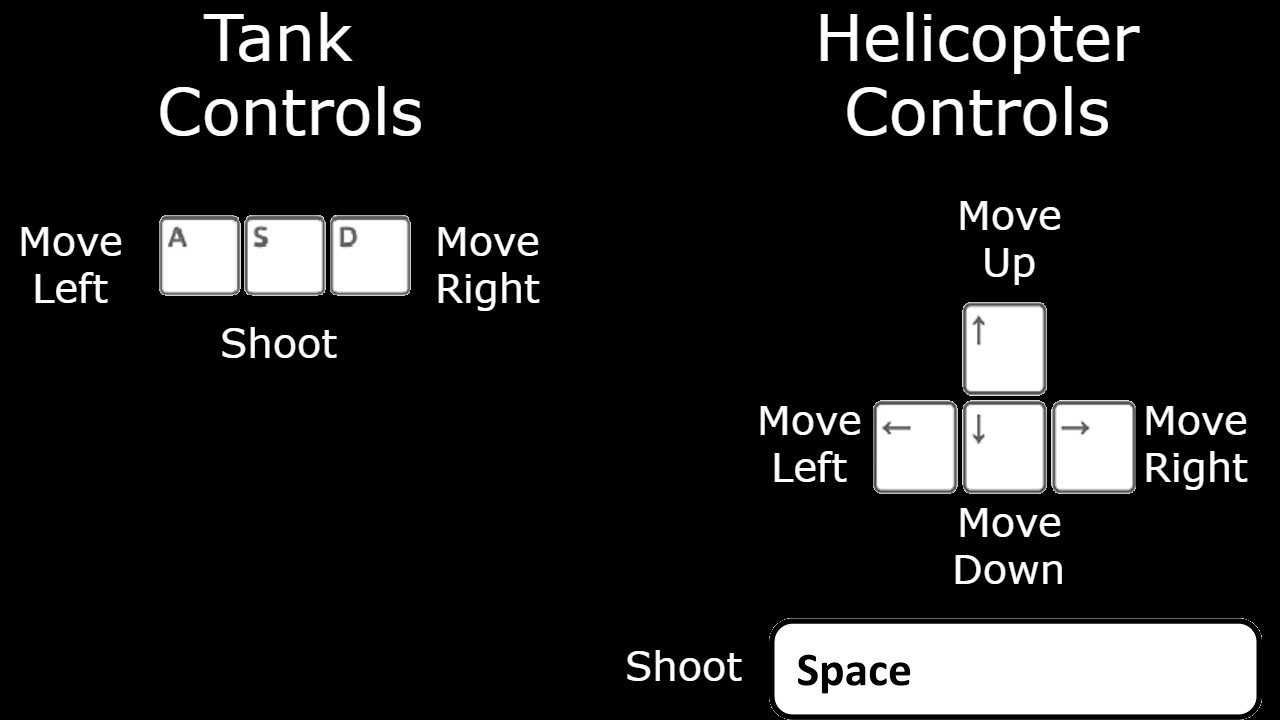 Tank
Controls
Move
Left
A S D
Move
Right
Shoot
Helicopter
Controls
Move
Up
↑
Move
Left
← ↓ →
Move
Right
Move
Down
Shoot
Space